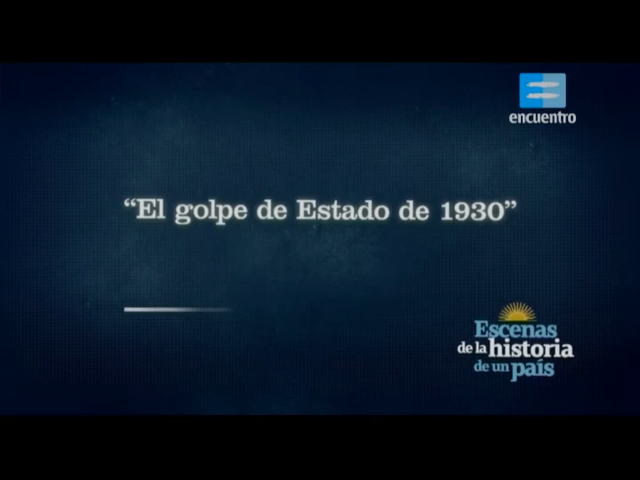 encuentro
“El golpe de Estado de 1930”
Escenas
de la historia
de un país